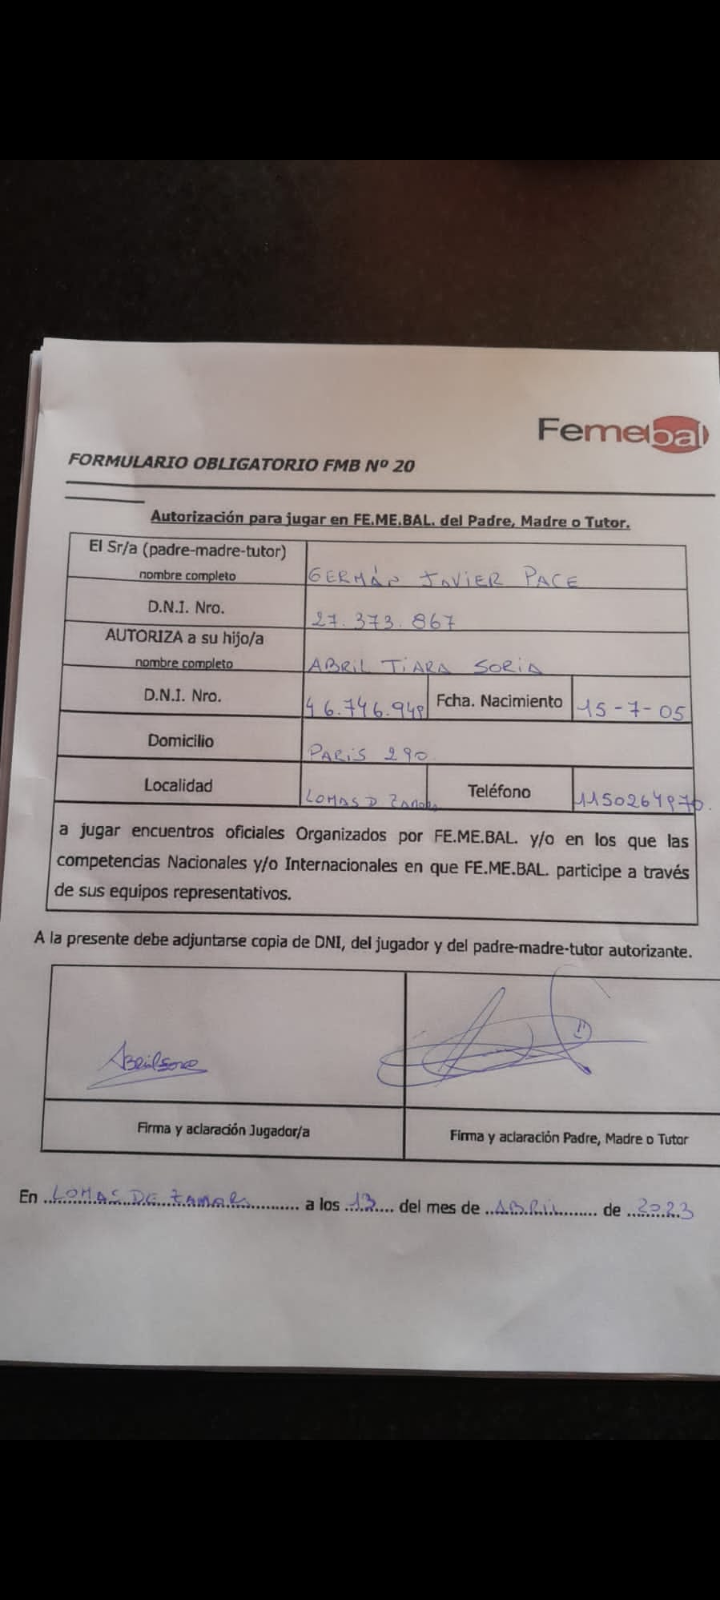 Femebal
FORMULARIO OBLIGATORIO FMB Nº 20
Autorización para jugar en FE.ME.BAL. del Padre, Madre o Tutor.
El Sr/a (padre-madre-tutor)
nombre completo
GERMÁN JAVIER PACE
D.N.I. Nro.
27.373.867
AUTORIZA a su hijo/a
nombre completo
ABRIL TIARA SORIA
D.N.I. Nro.
46.746.949
Fcha. Nacimiento
15-7-05
Domicilio
PARIS 290
Localidad
LOMAS D ZAMORA
Teléfono
1150264970
a jugar encuentros oficiales Organizados por FE.ME.BAL. y/o en los que las
competencias Nacionales y/o Internacionales en que FE.ME.BAL. participe a través
de sus equipos representativos.
A la presente debe adjuntarse copia de DNI, del jugador y del padre-madre-tutor autorizante.
Firma y aclaración Jugador/a
Firma y aclaración Padre, Madre o Tutor
En LOMAS DE ZAMORA a los 13 del mes de ABRIL de 2023